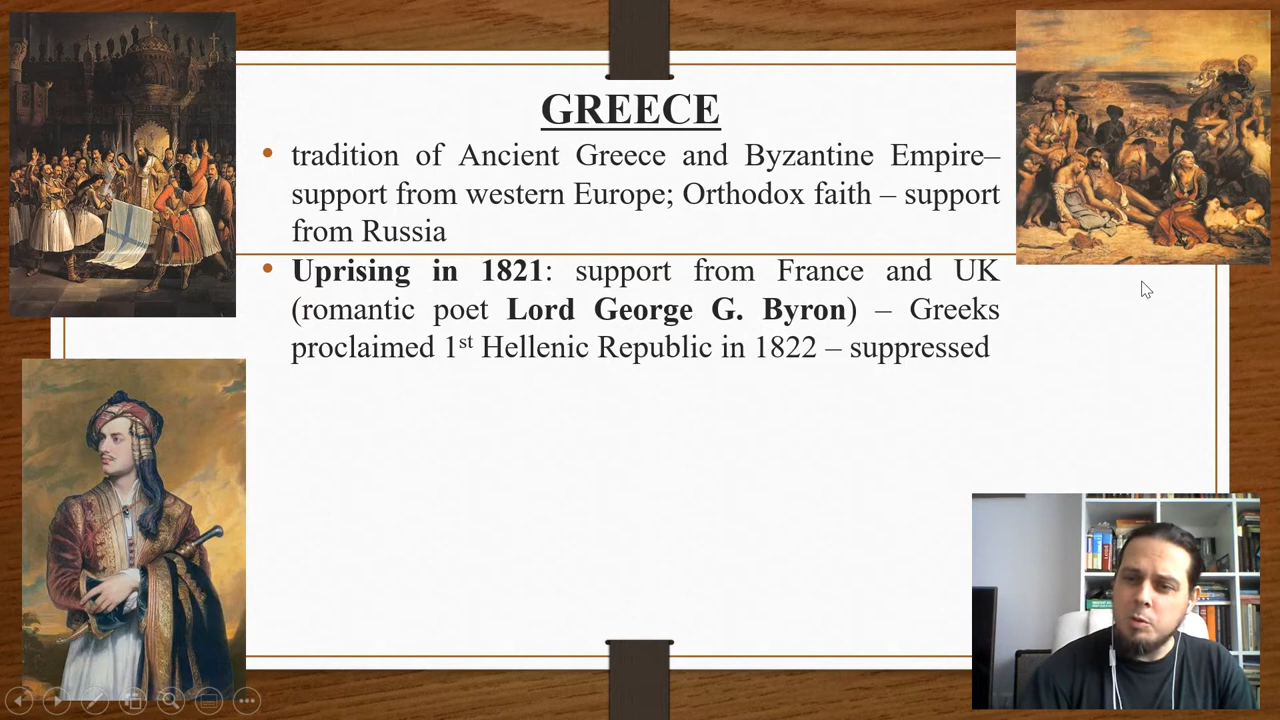 GREECE
• tradition of Ancient Greece and Byzantine Empire–
support from western Europe; Orthodox faith – support
from Russia
• Uprising in 1821: support from France and UK
(romantic poet Lord George G. Byron) – Greeks
proclaimed 1st Hellenic Republic in 1822 – suppressed